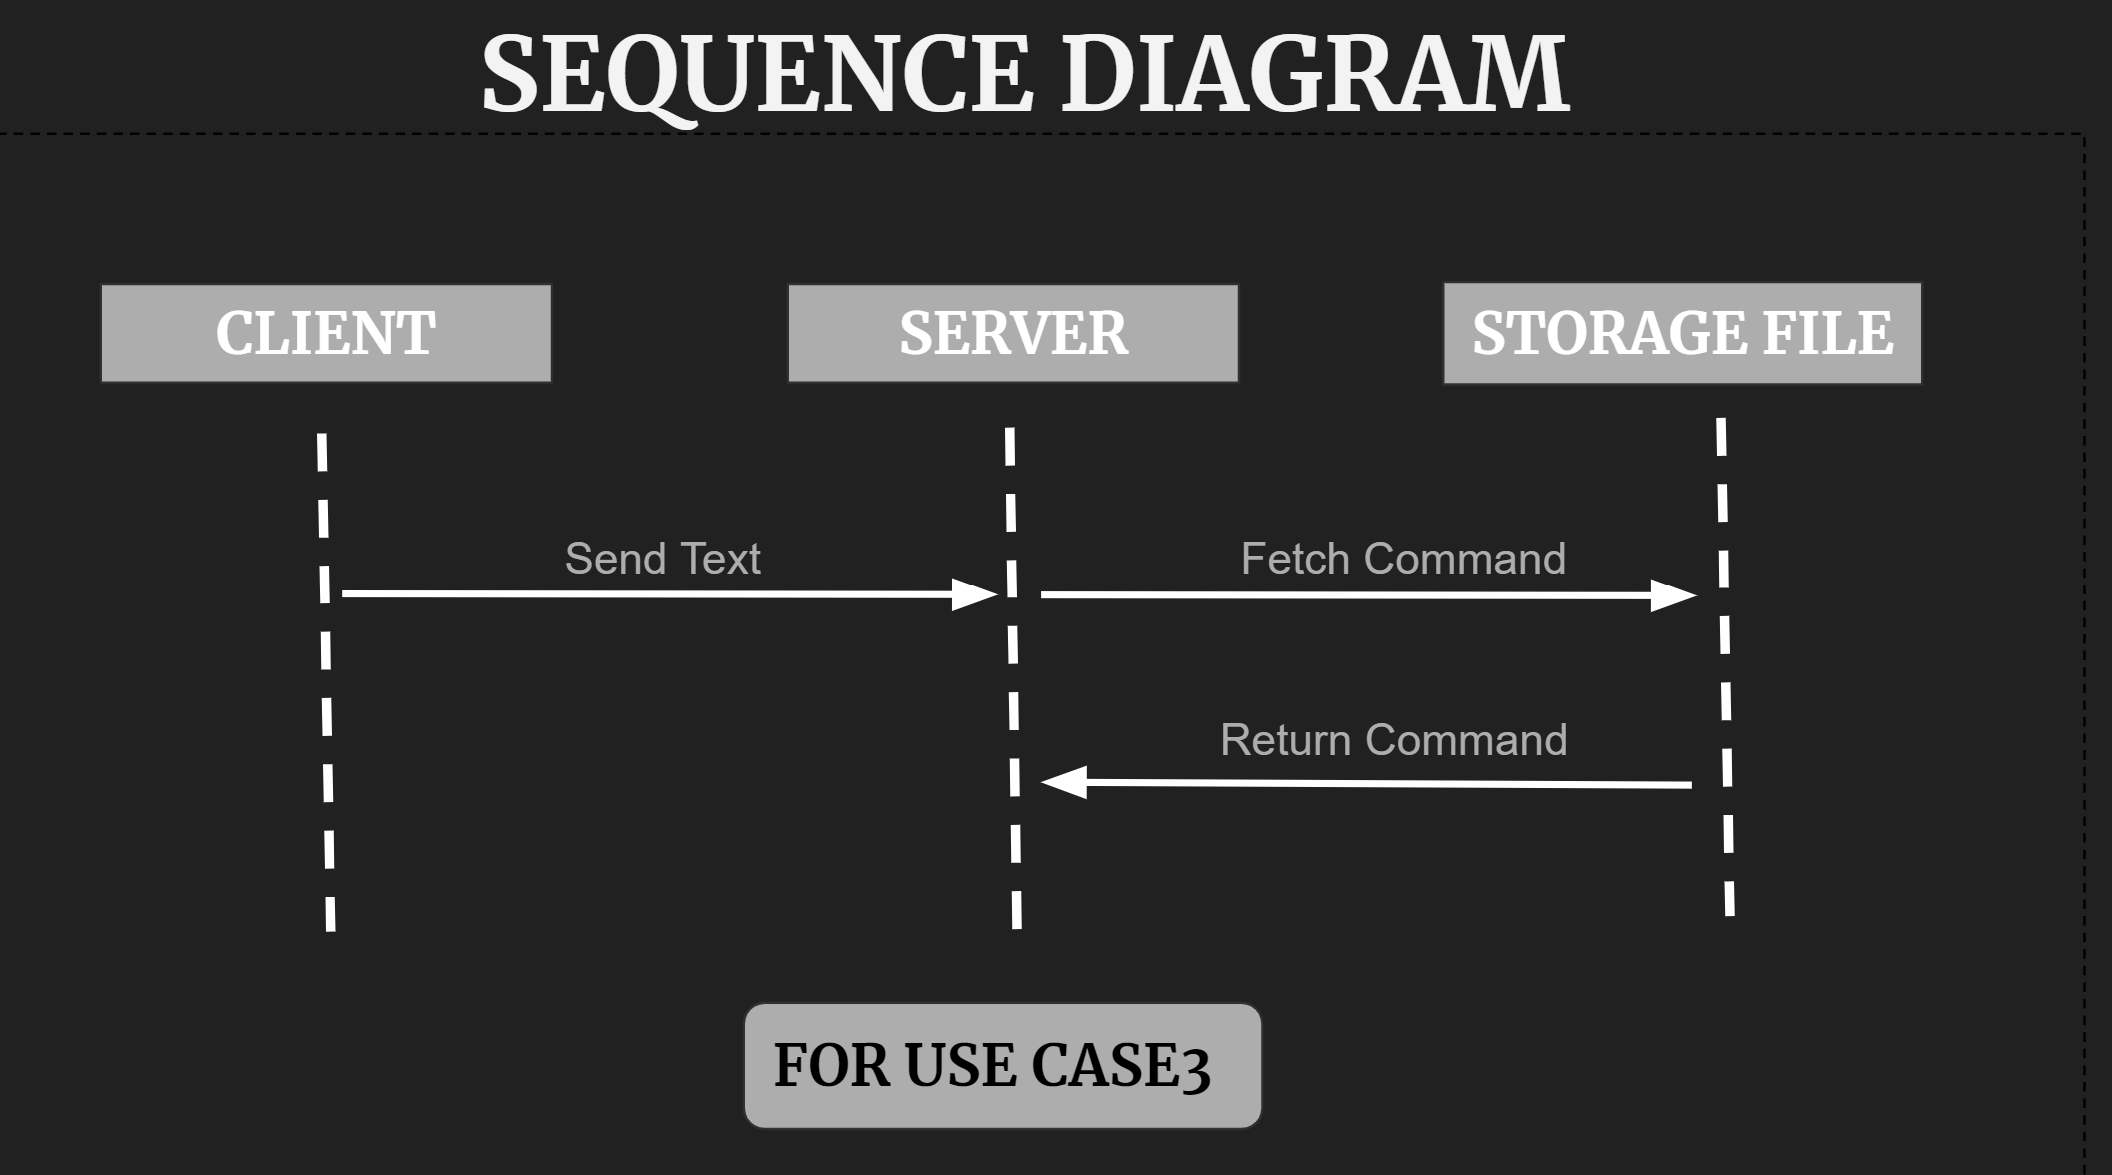 SEQUENCE DIAGRAM
CLIENT
SERVER
STORAGE FILE
Send Text
Fetch Command
Return Command
FOR USE CASE3